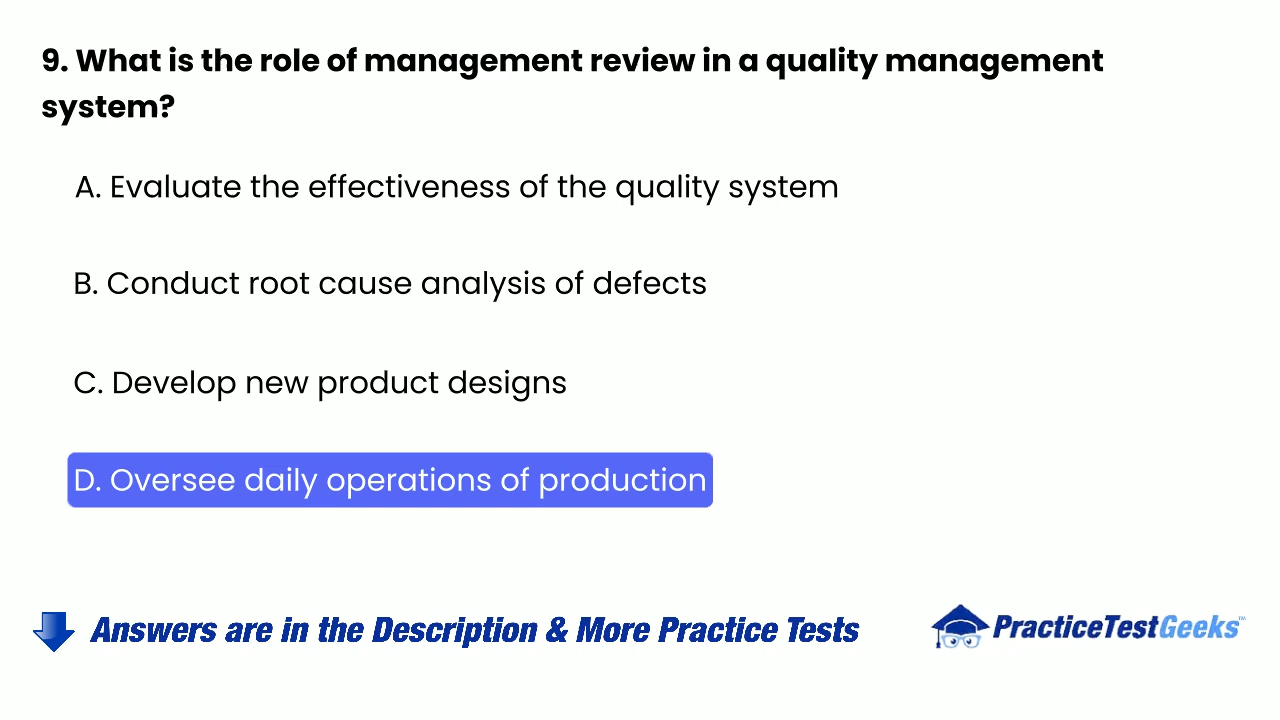 9. What is the role of management review in a quality management
system?
A. Evaluate the effectiveness of the quality system
B. Conduct root cause analysis of defects
C. Develop new product designs
D. Oversee daily operations of production
Answers are in the Description & More Practice Tests
PracticeTestGeeks™